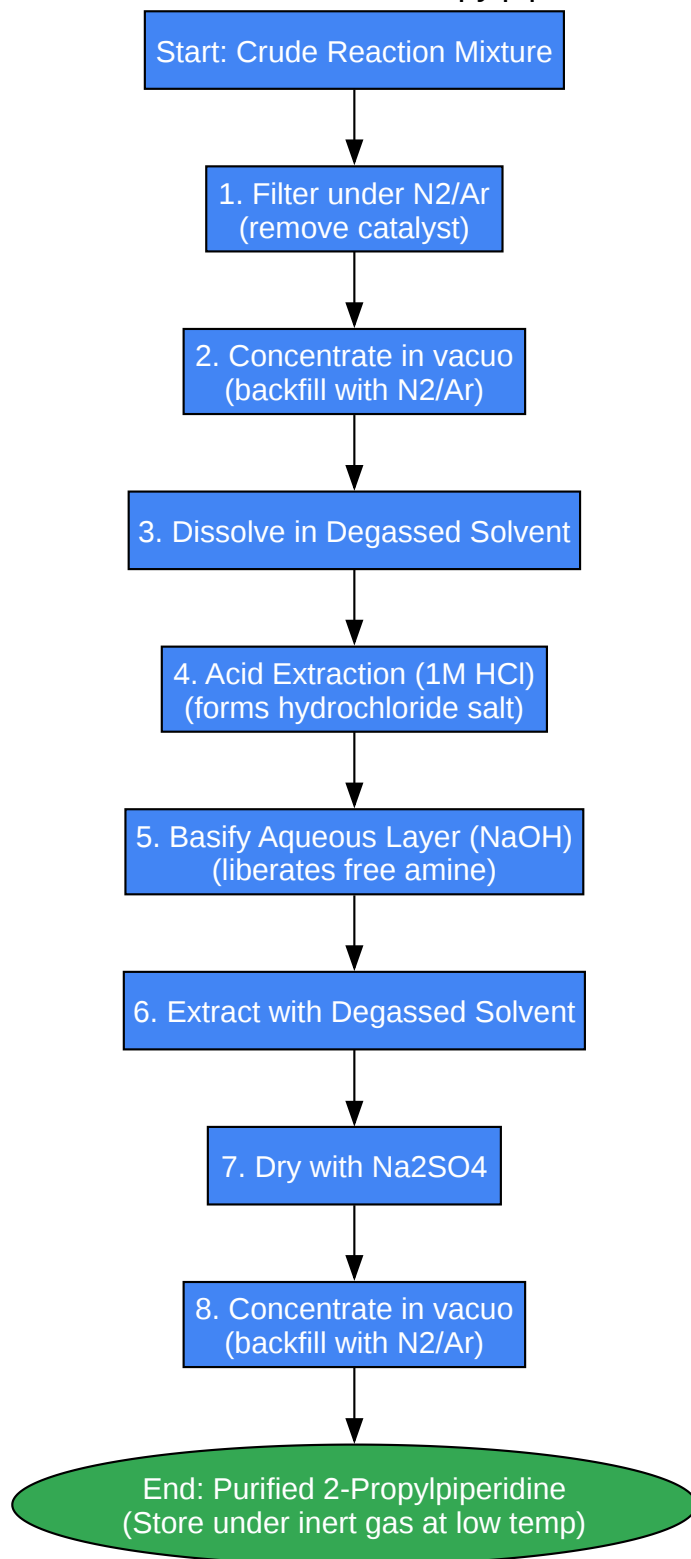 Start: Crude Reaction Mixture
1. Filter under N2/Ar
(remove catalyst)
2. Concentrate in vacuo
(backfill with N2/Ar)
3. Dissolve in Degassed Solvent
4. Acid Extraction (1M HCl)
(forms hydrochloride salt)
5. Basify Aqueous Layer (NaOH)
(liberates free amine)
6. Extract with Degassed Solvent
7. Dry with Na2SO4
8. Concentrate in vacuo
(backfill with N2/Ar)
End: Purified 2-Propylpiperidine
(Store under inert gas at low temp)